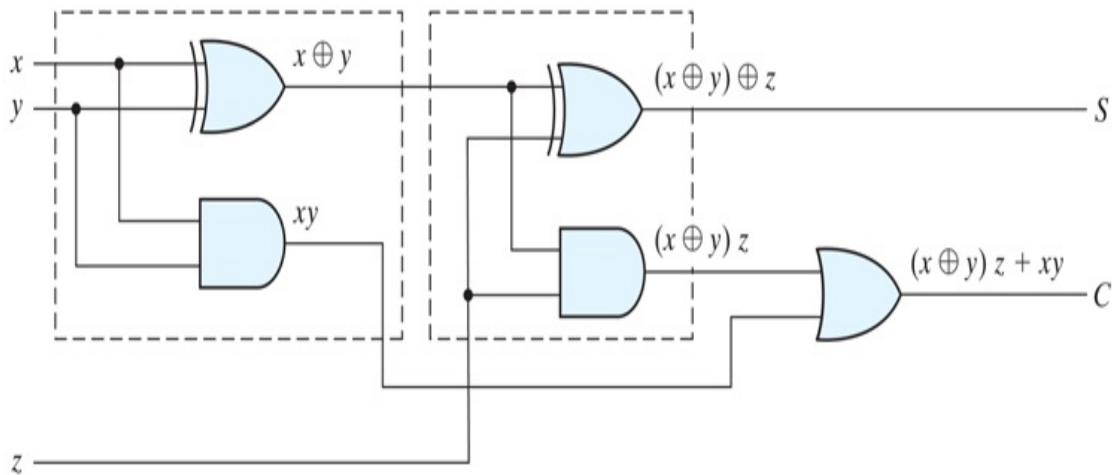 x
y
x ⊕ y
xy
(x ⊕ y) ⊕ z
S
(x ⊕ y) z
(x ⊕ y) z + xy
C
z